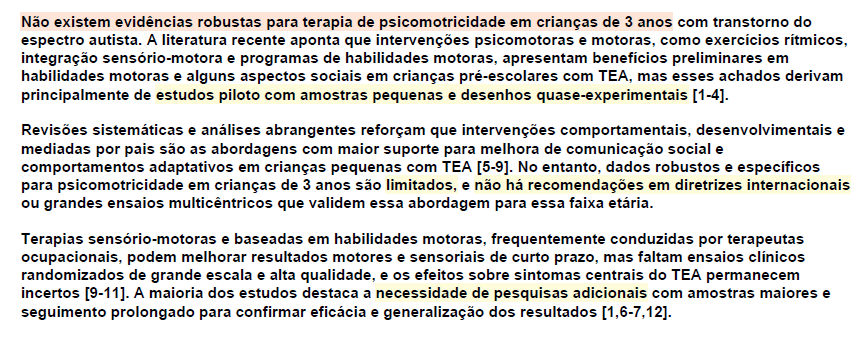 Não existem evidências robustas para terapia de psicomotricidade em crianças de 3 anos com transtorno do
espectro autista. A literatura recente aponta que intervenções psicomotoras e motoras, como exercícios rítmicos,
integração sensório-motora e programas de habilidades motoras, apresentam benefícios preliminares em
habilidades motoras e alguns aspectos sociais em crianças pré-escolares com TEA, mas esses achados derivam
principalmente de estudos piloto com amostras pequenas e desenhos quase-experimentais [1-4].

Revisões sistemáticas e análises abrangentes reforçam que intervenções comportamentais, desenvolvimentais e
mediadas por pais são as abordagens com maior suporte para melhora de comunicação social e
comportamentos adaptativos em crianças pequenas com TEA [5-9]. No entanto, dados robustos e específicos
para psicomotricidade em crianças de 3 anos são limitados, e não há recomendações em diretrizes internacionais
ou grandes ensaios multicêntricos que validem essa abordagem para essa faixa etária.

Terapias sensório-motoras e baseadas em habilidades motoras, frequentemente conduzidas por terapeutas
ocupacionais, podem melhorar resultados motores e sensoriais de curto prazo, mas faltam ensaios clínicos
randomizados de grande escala e alta qualidade, e os efeitos sobre sintomas centrais do TEA permanecem
incertos [9-11]. A maioria dos estudos destaca a necessidade de pesquisas adicionais com amostras maiores e
seguimento prolongado para confirmar eficácia e generalização dos resultados [1,6-7,12].